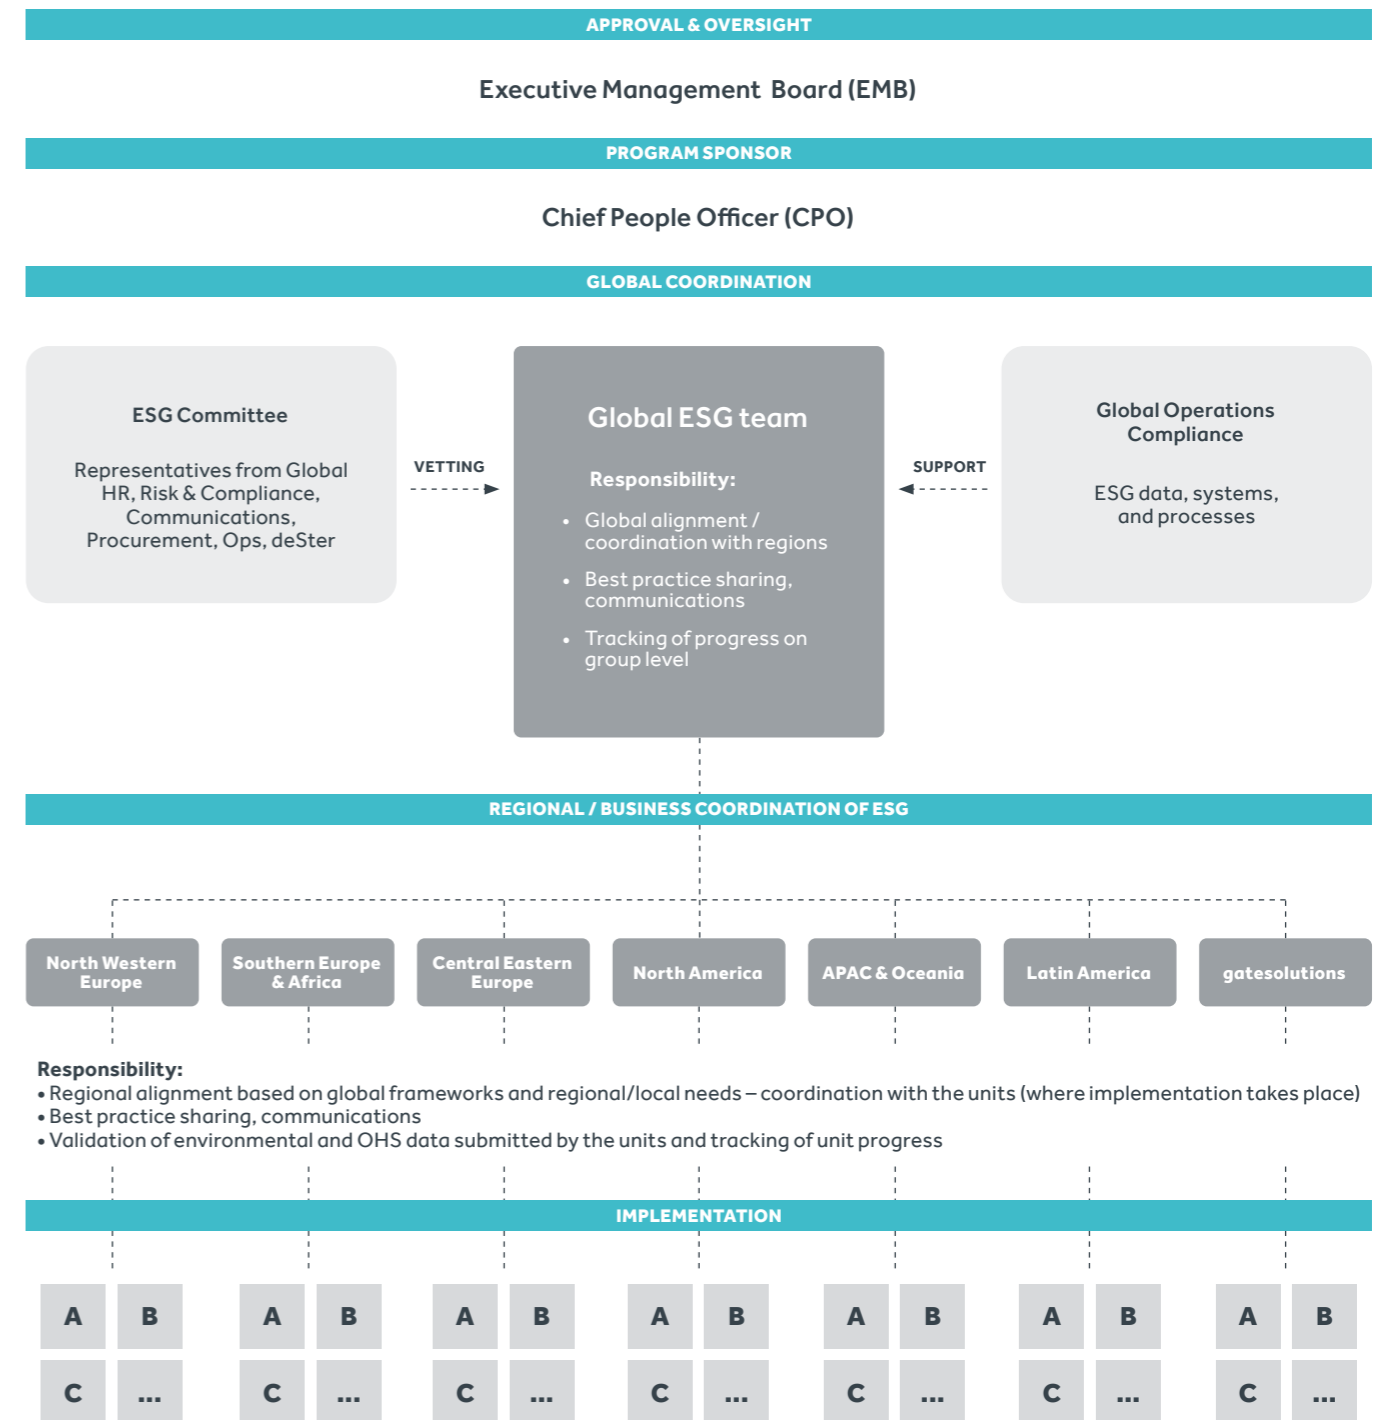 APPROVAL & OVERSIGHT
Executive Management Board (EMB)
PROGRAM SPONSOR
Chief People Officer (CPO)
GLOBAL COORDINATION
ESG Committee
Representatives from Global
HR, Risk & Compliance,
Communications,
Procurement, Ops, deSter
VETTING
Global ESG team
Responsibility:
• Global alignment /
coordination with regions
• Best practice sharing,
communications
• Tracking of progress on
group level
SUPPORT
Global Operations
Compliance
ESG data, systems,
and processes
REGIONAL / BUSINESS COORDINATION OF ESG
North Western
Europe
Southern Europe
& Africa
Central Eastern
Europe
North America
APAC & Oceania
Latin America
gatesolutions
Responsibility:
• Regional alignment based on global frameworks and regional/local needs – coordination with the units (where implementation takes place)
• Best practice sharing, communications
• Validation of environmental and OHS data submitted by the units and tracking of unit progress
IMPLEMENTATION
A B A B A B A B A B A B A B
C ... C ... C ... C ... C ... C ... C ...